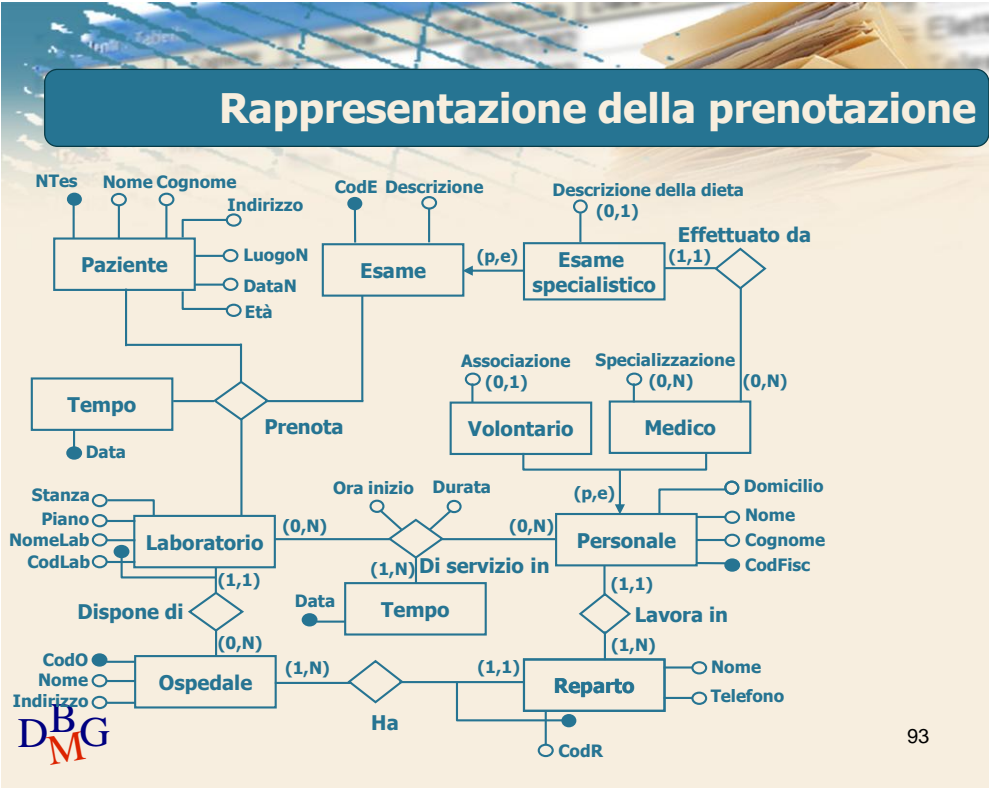 Rappresentazione della prenotazione
NTes Nome Cognome
Indirizzo
LuogoN
DataN
Età
Paziente
CodE Descrizione
Esame
Descrizione della dieta
(0,1)
(p,e)
Esame
specialistico
(1,1)
Effettuato da
(0,N)
Tempo
Data
Prenota
Associazione
(0,1)
Volontario
Specializzazione
(0,N)
Medico
(p,e)
Stanza
Piano
NomeLab
CodLab
Laboratorio
(0,N)
Ora inizio Durata
(0,N)
(1,N) Di servizio in
Personale
Domicilio
Nome
Cognome
CodFisc
(1,1)
Dispone di
(0,N)
Data
Tempo
(1,1)
Lavora in
(1,N)
CodO
Nome
Indirizzo
Ospedale
(1,N)
Ha
(1,1)
Reparto
Nome
Telefono
CodR
DBMG
93